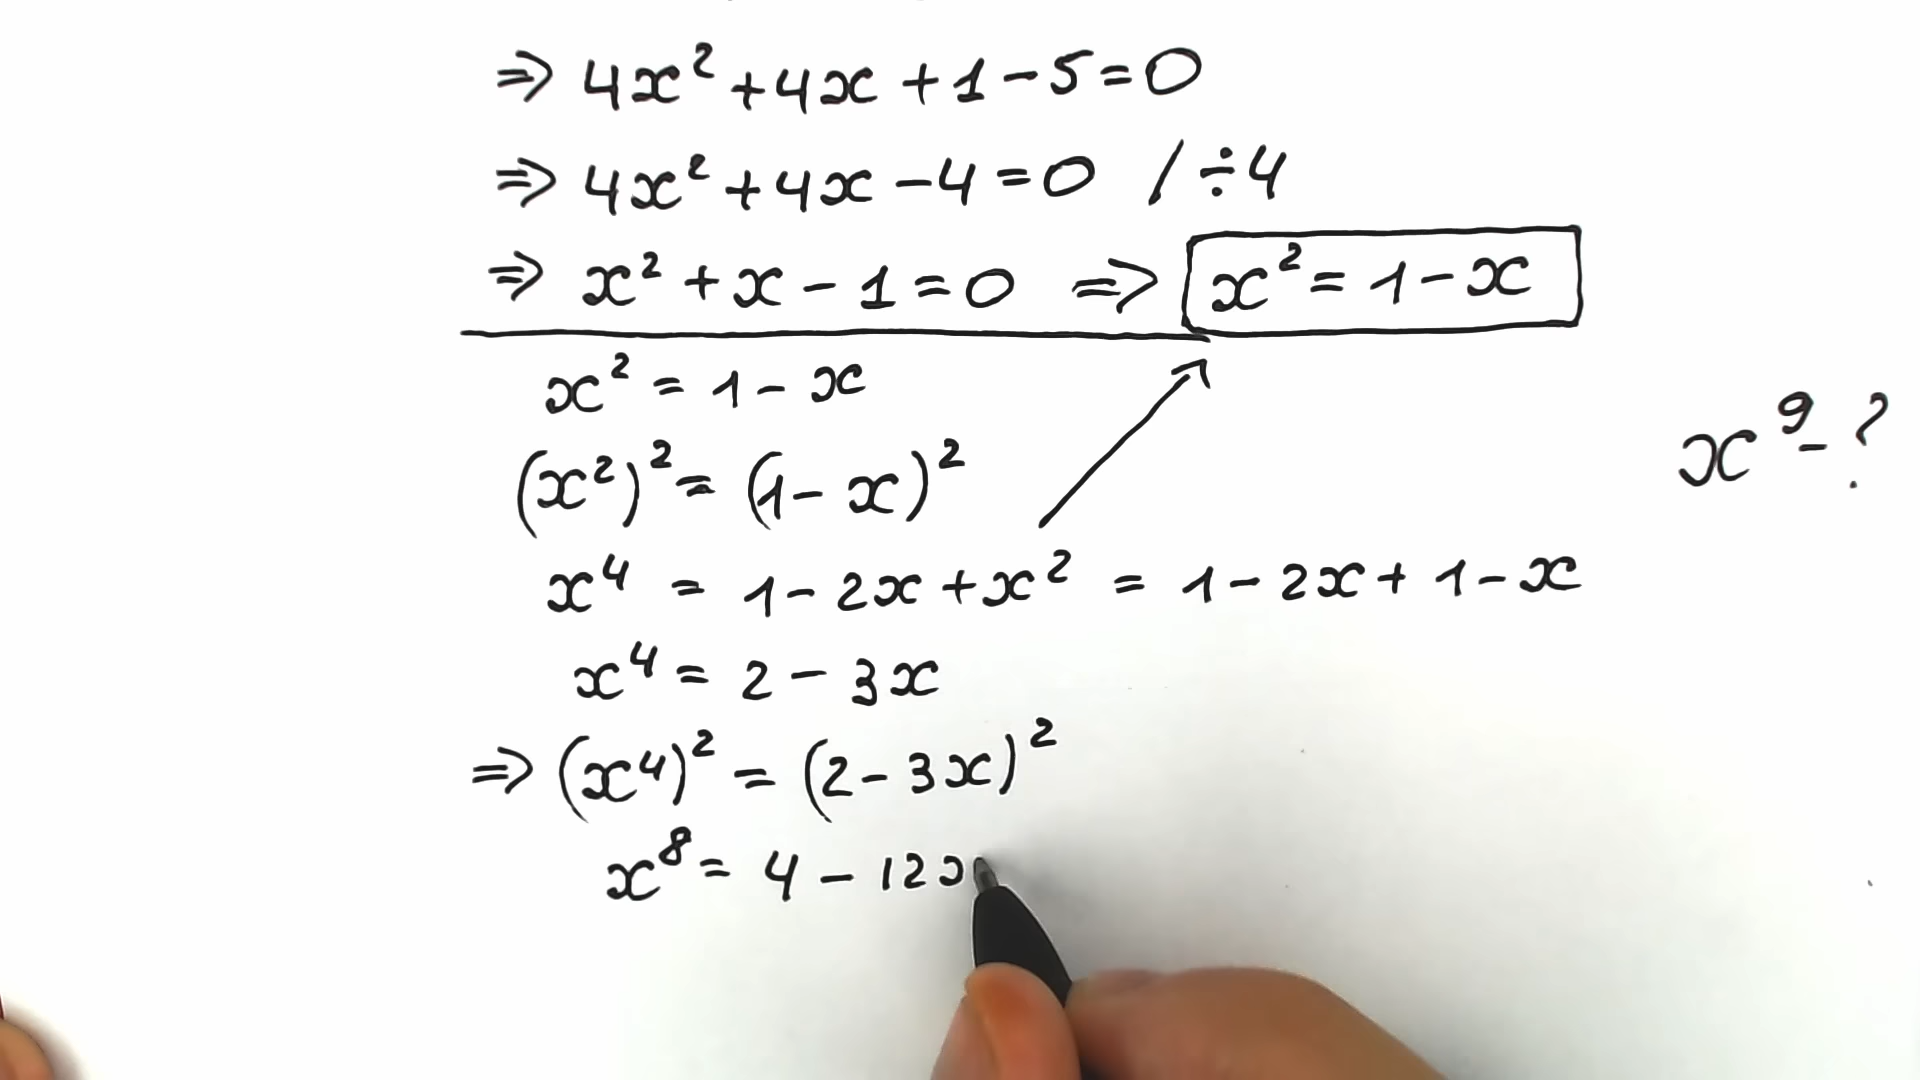 ⇒ 4x² + 4x + 1 − 5 = 0
⇒ 4x² + 4x − 4 = 0 / ÷4
⇒ x² + x − 1 = 0 ⇒ x² = 1 − x
x² = 1 − x
(x²)² = (1 − x)²
x⁹ − ?
x⁴ = 1 − 2x + x² = 1 − 2x + 1 − x
x⁴ = 2 − 3x
⇒ (x⁴)² = (2 − 3x)²
x⁸ = 4 − 12x